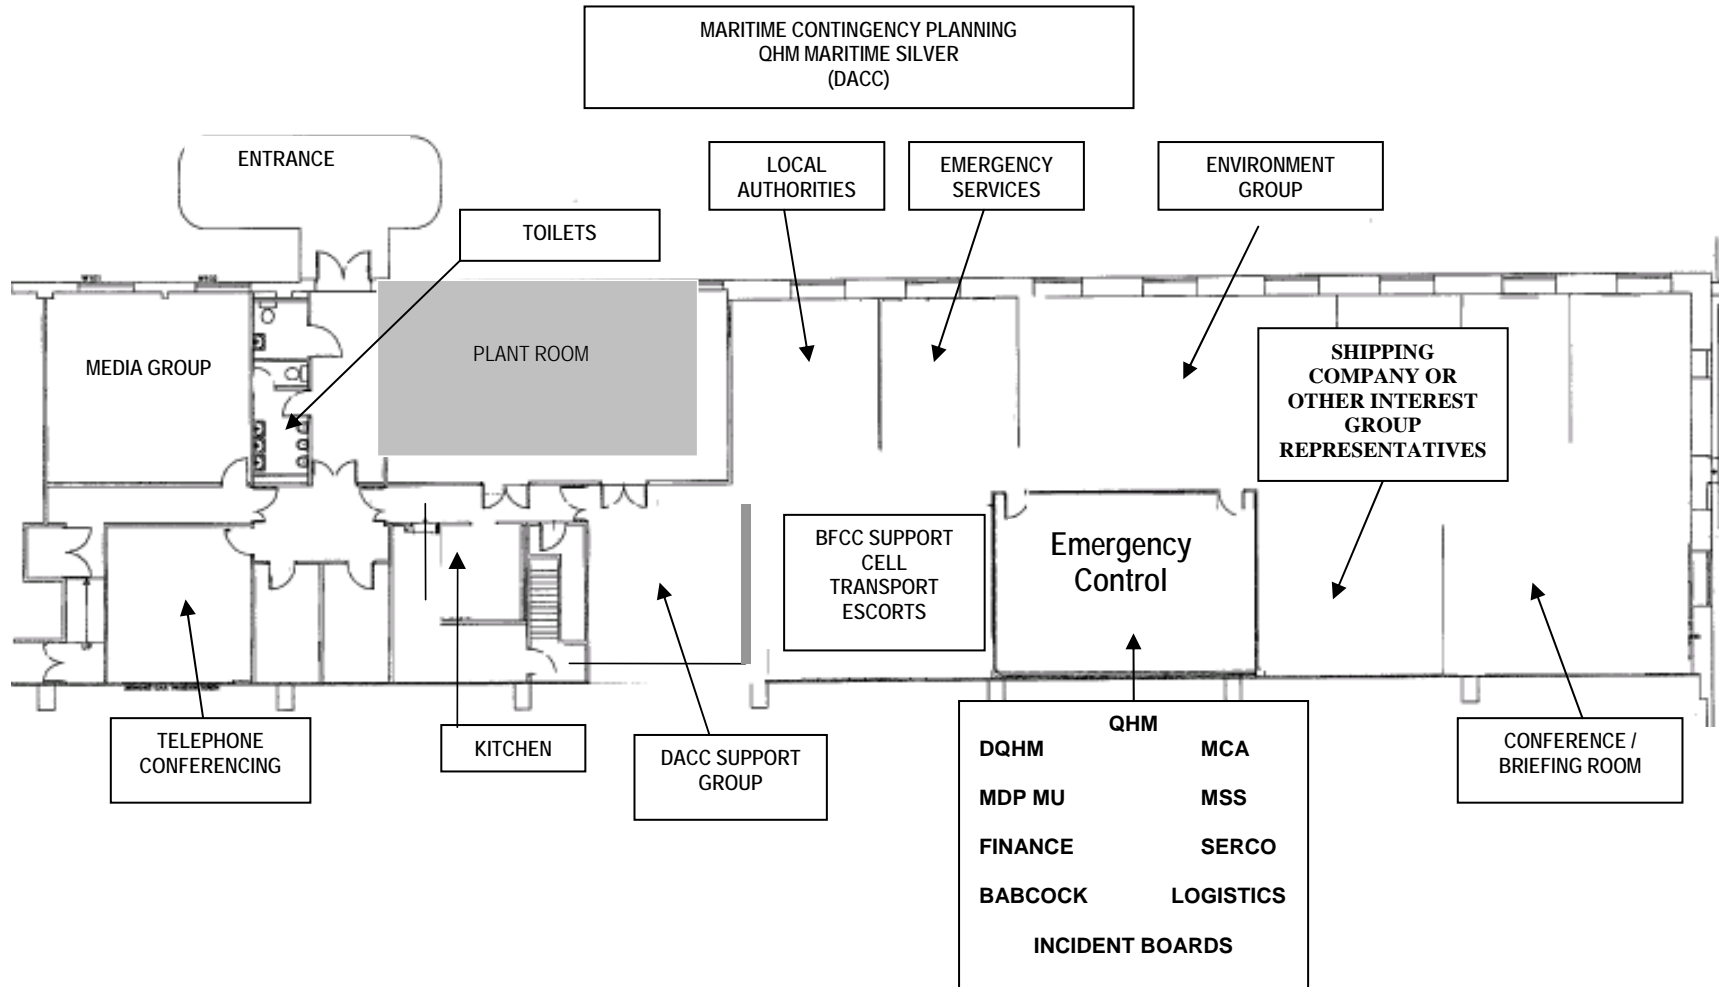 MARITIME CONTINGENCY PLANNING
QHM MARITIME SILVER
(DACC)
ENTRANCE
TOILETS
LOCAL
AUTHORITIES
EMERGENCY
SERVICES
ENVIRONMENT
GROUP
MEDIA GROUP
PLANT ROOM
SHIPPING
COMPANY OR
OTHER INTEREST
GROUP
REPRESENTATIVES
BFCC SUPPORT
CELL
TRANSPORT
ESCORTS
Emergency
Control
TELEPHONE
CONFERENCING
KITCHEN
DACC SUPPORT
GROUP
QHM
DQHM MCA
MDP MU MSS
FINANCE SERCO
BABCOCK LOGISTICS
INCIDENT BOARDS
CONFERENCE /
BRIEFING ROOM